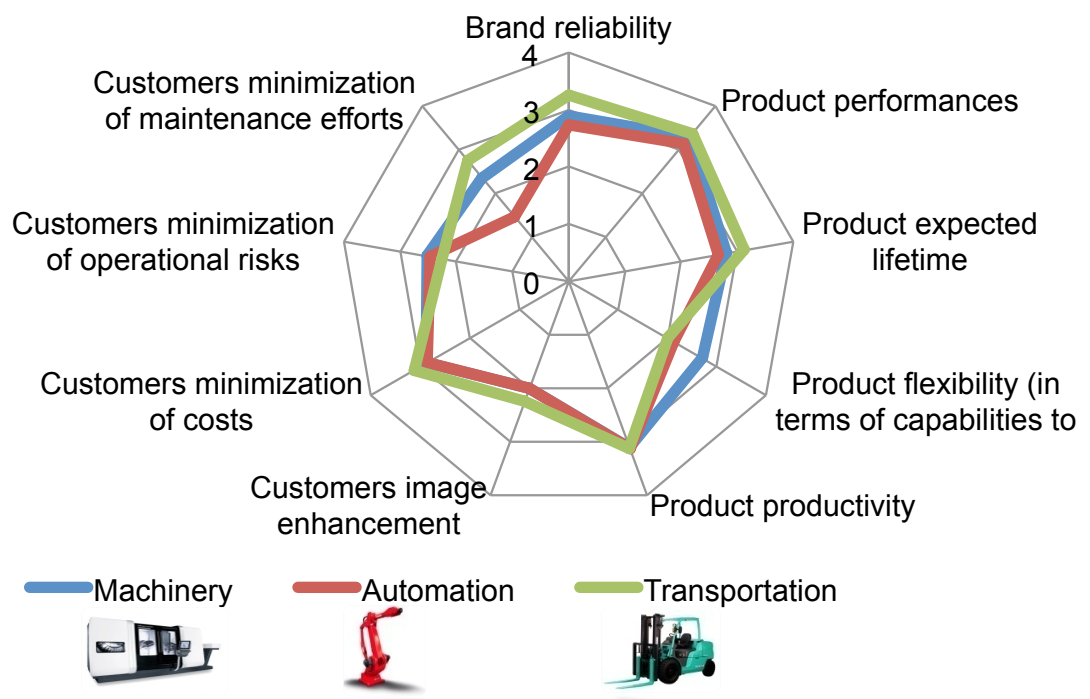 Brand reliability
4
3
2
1
0
Product performances
Product expected
lifetime
Product flexibility (in
terms of capabilities to
Product productivity
Customers image
enhancement
Customers minimization
of costs
Customers minimization
of operational risks
Customers minimization
of maintenance efforts
Machinery
Automation
Transportation